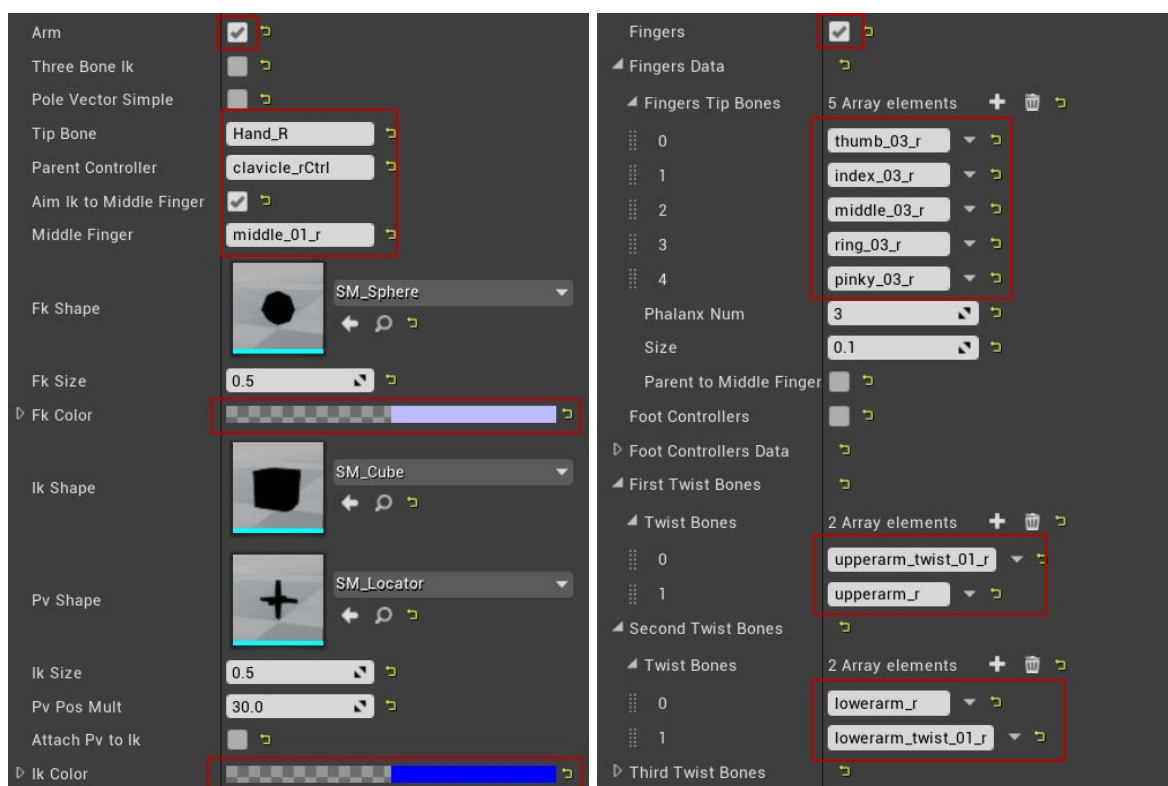 Arm
Three Bone Ik
Pole Vector Simple
Tip Bone Hand_R
Parent Controller clavicle_rCtrl
Aim Ik to Middle Finger
Middle Finger middle_01_r
Fk Shape SM_Sphere
Fk Size 0.5
Fk Color
Ik Shape SM_Cube
Pv Shape SM_Locator
Ik Size 0.5
Pv Pos Mult 30.0
Attach Pv to Ik
Ik Color
Fingers
Fingers Data
Fingers Tip Bones 5 Array elements
0 thumb_03_r
1 index_03_r
2 middle_03_r
3 ring_03_r
4 pinky_03_r
Phalanx Num 3
Size 0.1
Parent to Middle Finger
Foot Controllers
Foot Controllers Data
First Twist Bones
Twist Bones 2 Array elements
0 upperarm_twist_01_r
1 upperarm_r
Second Twist Bones
Twist Bones 2 Array elements
0 lowerarm_r
1 lowerarm_twist_01_r
Third Twist Bones